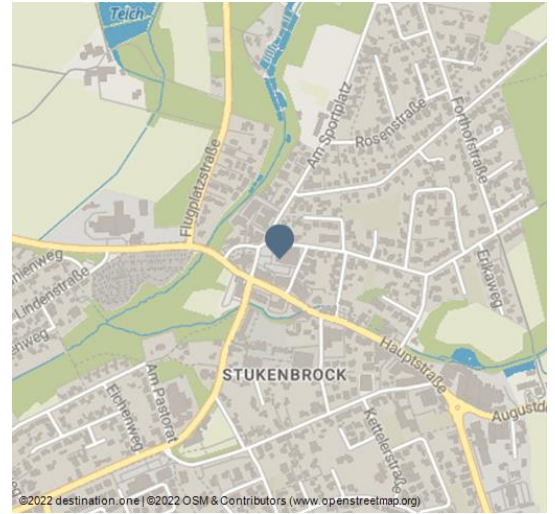 Teich
Flugplatzstraße
Am Sportplatz
Rosenstraße
Forthofstraße
Erikaweg
Lindenstraße
Hauptstraße
STUKENBROCK
Eichenweg
Am Pastorat
Kettelerstraße
©2022 destination.one | ©2022 OSM & Contributors (www.openstreetmap.org)